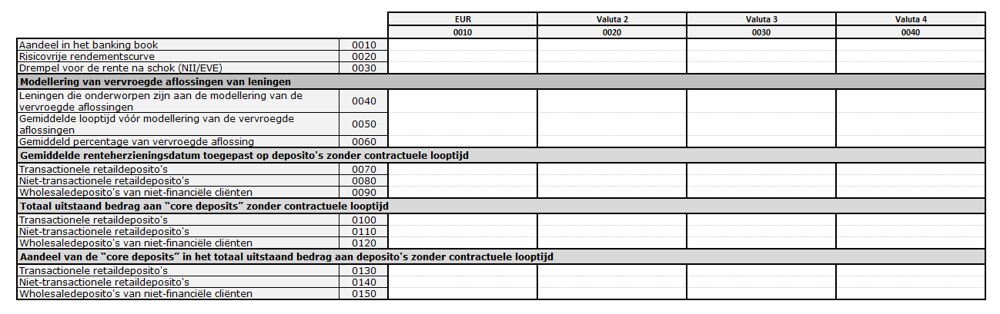 EUR Valuta 2 Valuta 3 Valuta 4
0010 0020 0030 0040
Aandeel in het banking book 0010
Risicovrije rendementscurve 0020
Drempel voor de rente na schok (NII/EVE) 0030
Modellering van vervroegde aflossingen van leningen
Leningen die onderworpen zijn aan de modellering van de
vervroegde aflossingen 0040
Gemiddelde looptijd vóór modellering van de vervroegde
aflossingen 0050
Gemiddeld percentage van vervroegde aflossing 0060
Gemiddelde renteherzieningsdatum toegepast op deposito's zonder contractuele looptijd
Transactionele retaildeposito's 0070
Niet-transactionele retaildeposito's 0080
Wholesaledeposito's van niet-financiële cliënten 0090
Totaal uitstaand bedrag aan “core deposits” zonder contractuele looptijd
Transactionele retaildeposito's 0100
Niet-transactionele retaildeposito's 0110
Wholesaledeposito's van niet-financiële cliënten 0120
Aandeel van de “core deposits” in het totaal uitstaand bedrag aan deposito's zonder contractuele looptijd
Transactionele retaildeposito's 0130
Niet-transactionele retaildeposito's 0140
Wholesaledeposito's van niet-financiële cliënten 0150